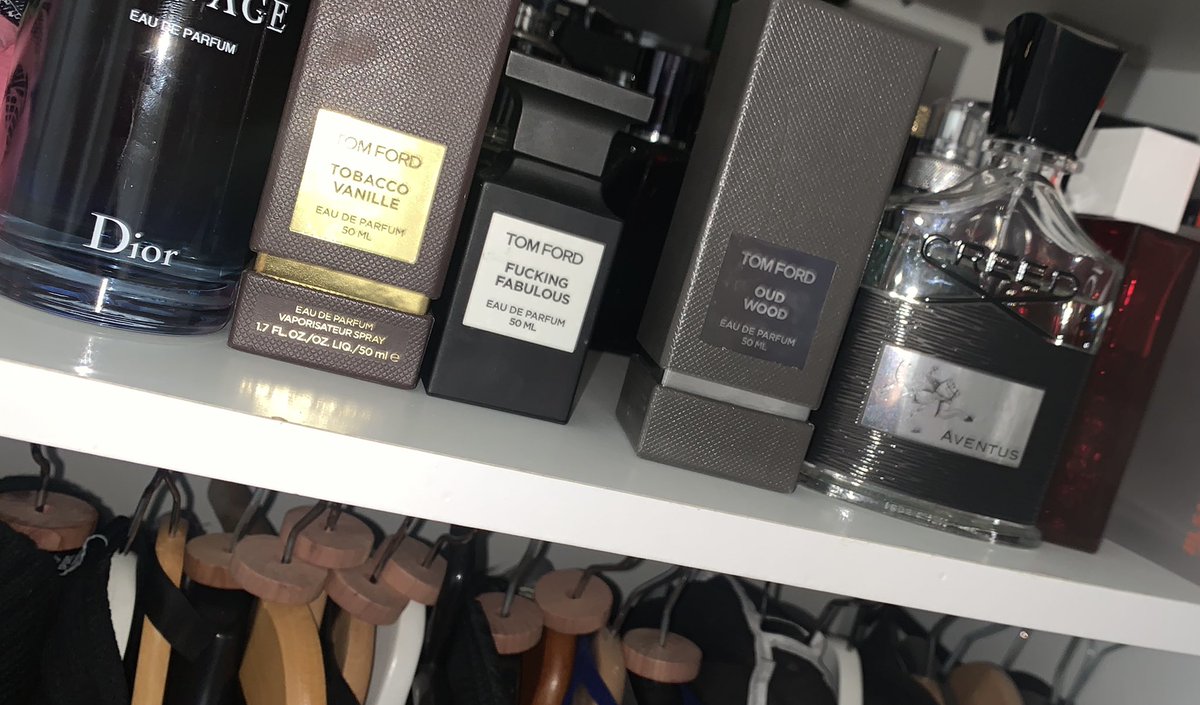 EAU DE PARFUM
Dior
TOM FORD
TOBACCO
VANILLE
EAU DE PARFUM
50 ML
EAU DE PARFUM
VAPORISATEUR SPRAY
1.7 FL. OZ/OZ. LIQ./50 ml e
TOM FORD
FUCKING
FABULOUS
EAU DE PARFUM
50 ML
TOM FORD
OUD
WOOD
EAU DE PARFUM
50 ML
CREED
AVENTUS